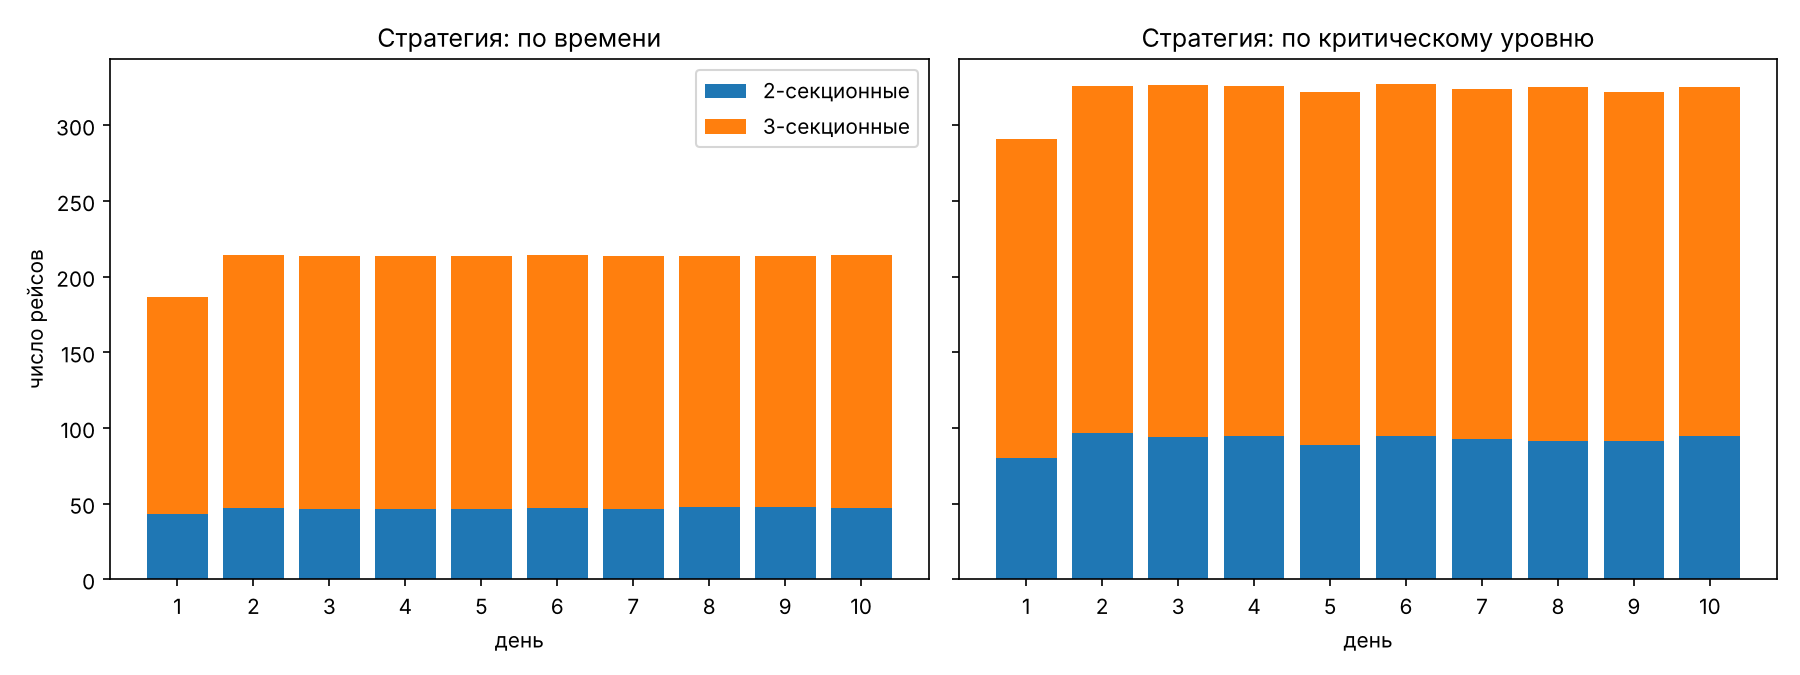 Стратегия: по времени
Стратегия: по критическому уровню
2-секционные
3-секционные
число рейсов
300
250
200
150
100
50
0
1 2 3 4 5 6 7 8 9 10
день
1 2 3 4 5 6 7 8 9 10
день